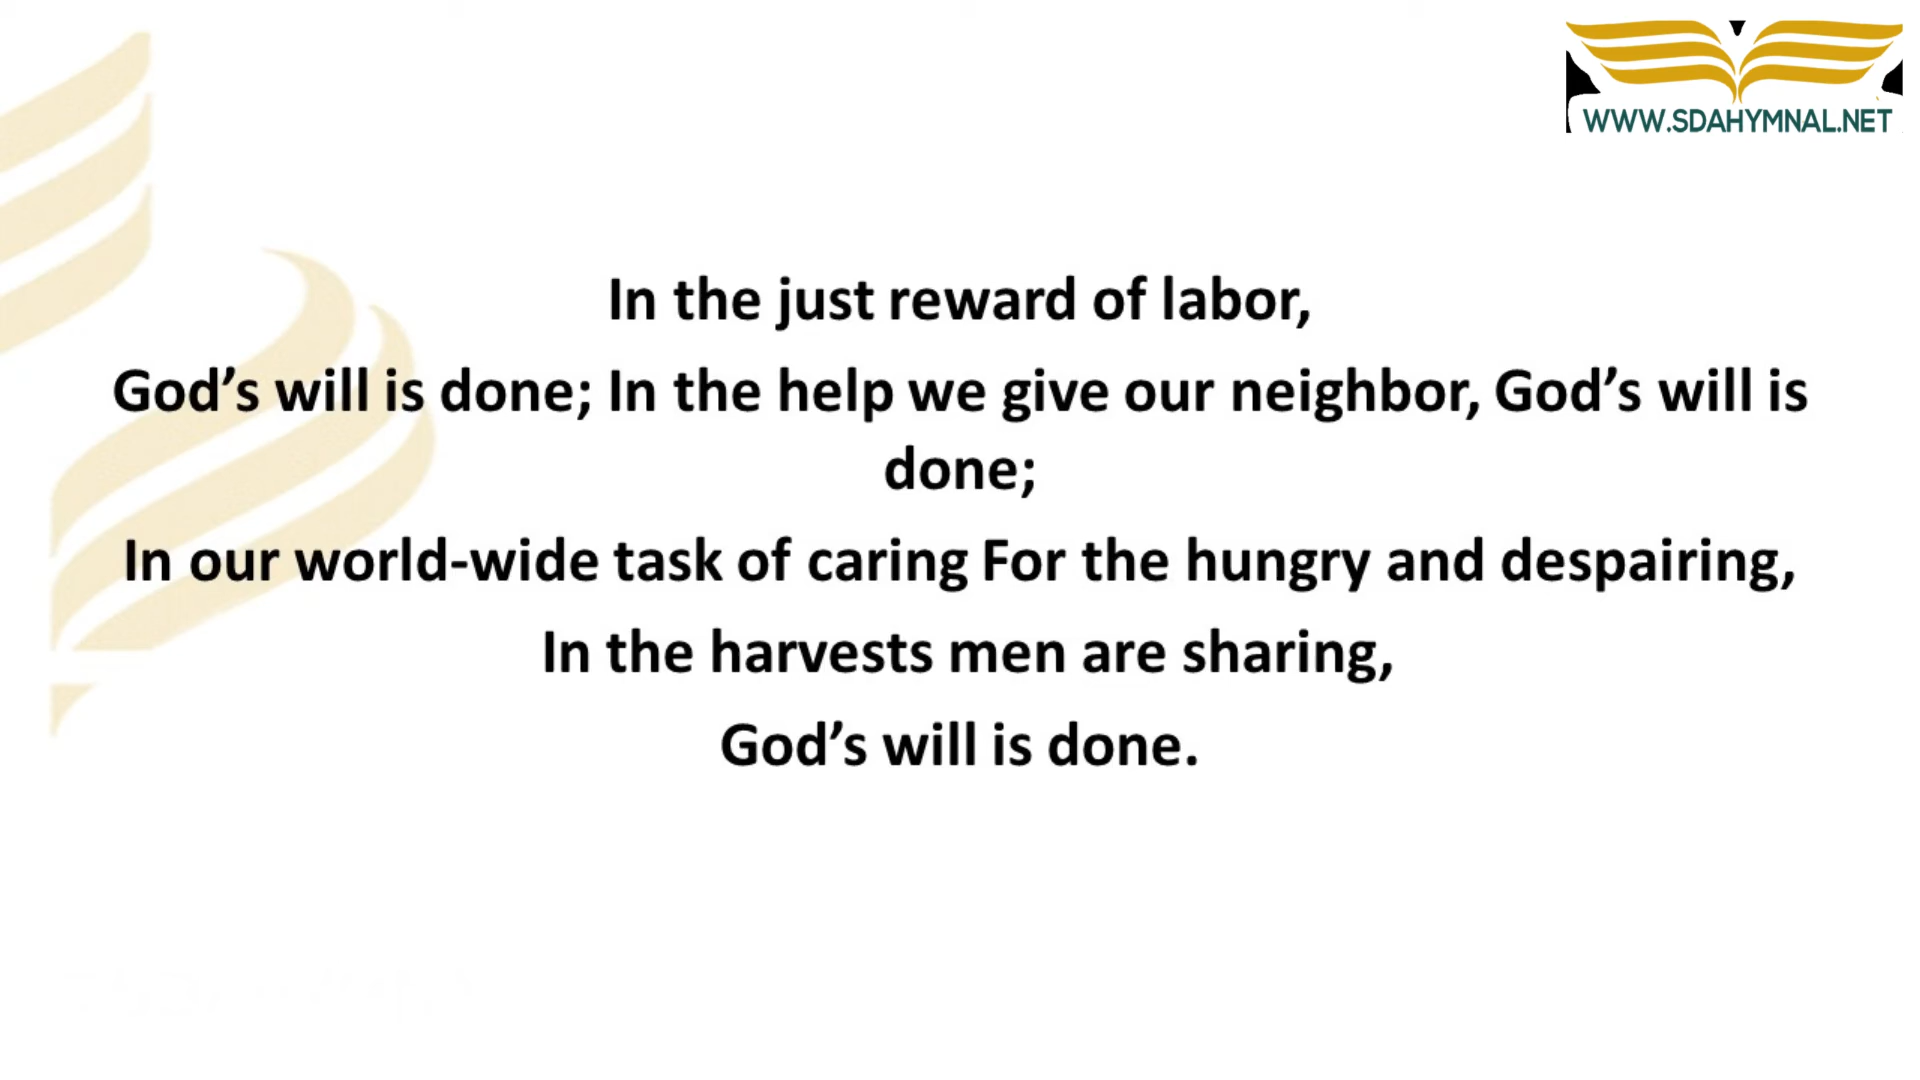 WWW.SDAHYMNAL.NET
In the just reward of labor,
God’s will is done; In the help we give our neighbor, God’s will is
done;
In our world-wide task of caring For the hungry and despairing,
In the harvests men are sharing,
God’s will is done.